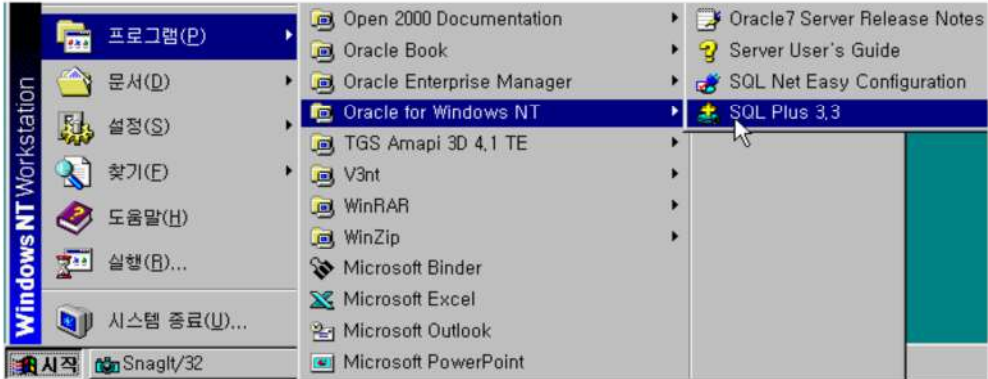 Windows NT Workstation
프로그램(P)
문서(D)
설정(S)
찾기(F)
도움말(H)
실행(R)...
시스템 종료(U)...
시작
SnagIt/32
Open 2000 Documentation
Oracle Book
Oracle Enterprise Manager
Oracle for Windows NT
TGS Amapi 3D 4.1 TE
V3nt
WinRAR
WinZip
Microsoft Binder
Microsoft Excel
Microsoft Outlook
Microsoft PowerPoint
Oracle7 Server Release Notes
Server User's Guide
SQL Net Easy Configuration
SQL Plus 3.3